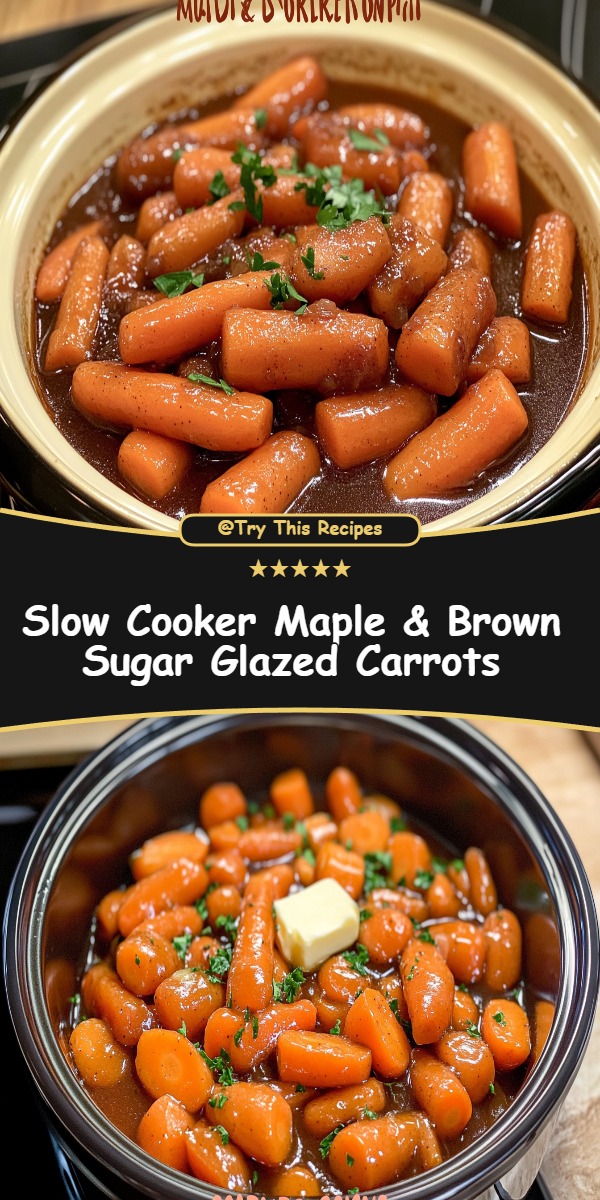 @Try This Recipes
★★★★★
Slow Cooker Maple & Brown
Sugar Glazed Carrots